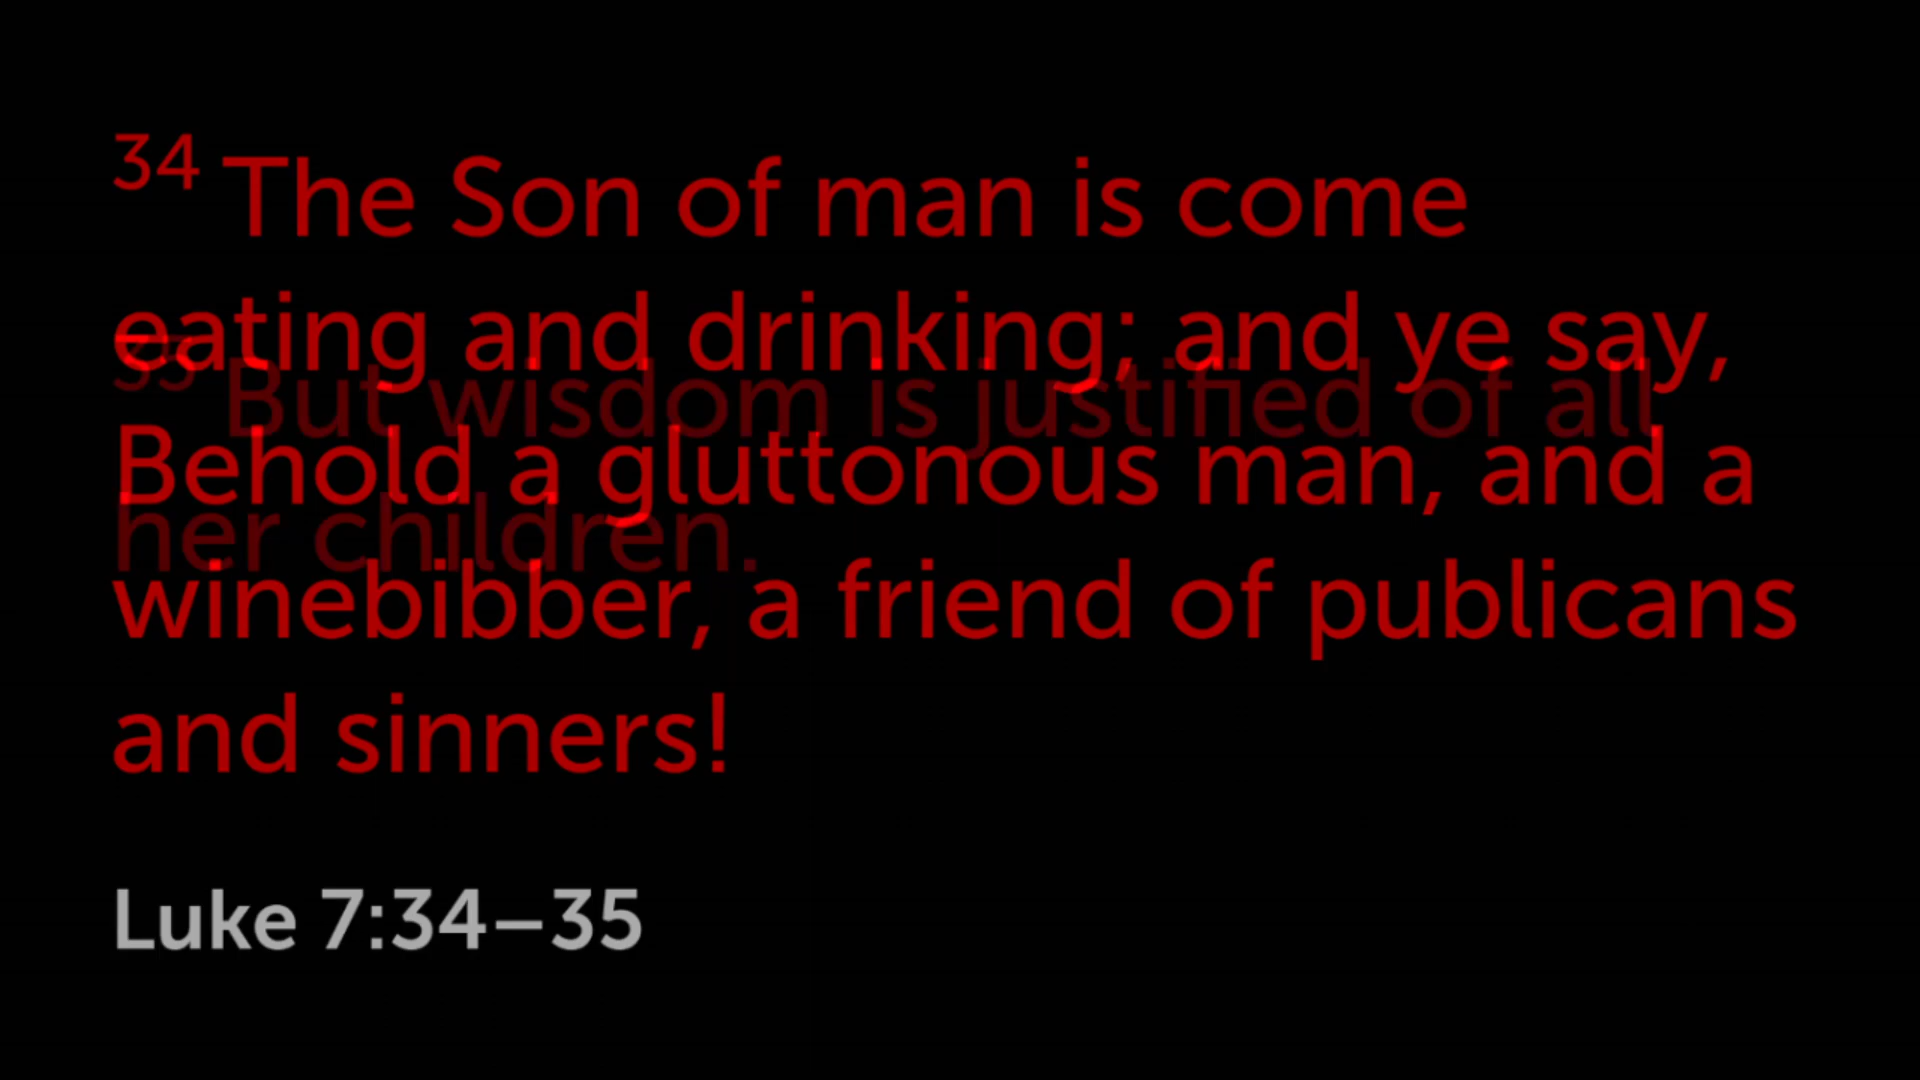 34 The Son of man is come
eating and drinking; and ye say,
Behold a gluttonous man, and a
winebibber, a friend of publicans
and sinners!
35 But wisdom is justified of all
her children.
Luke 7:34–35